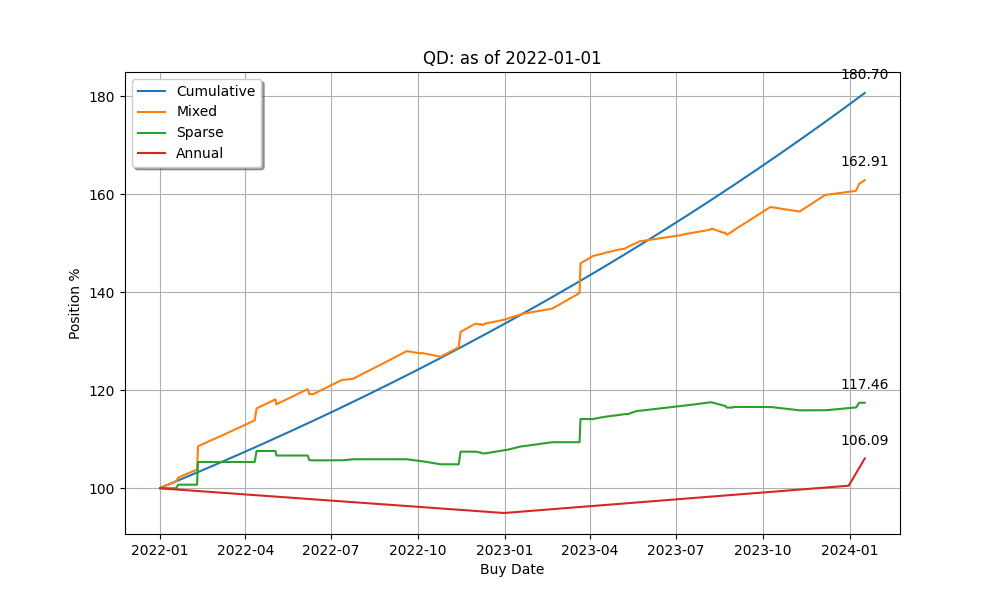 QD: as of 2022-01-01
Cumulative
Mixed
Sparse
Annual
180.70
162.91
117.46
106.09
180
160
140
120
100
Position %
2022-01 2022-04 2022-07 2022-10 2023-01 2023-04 2023-07 2023-10 2024-01
Buy Date